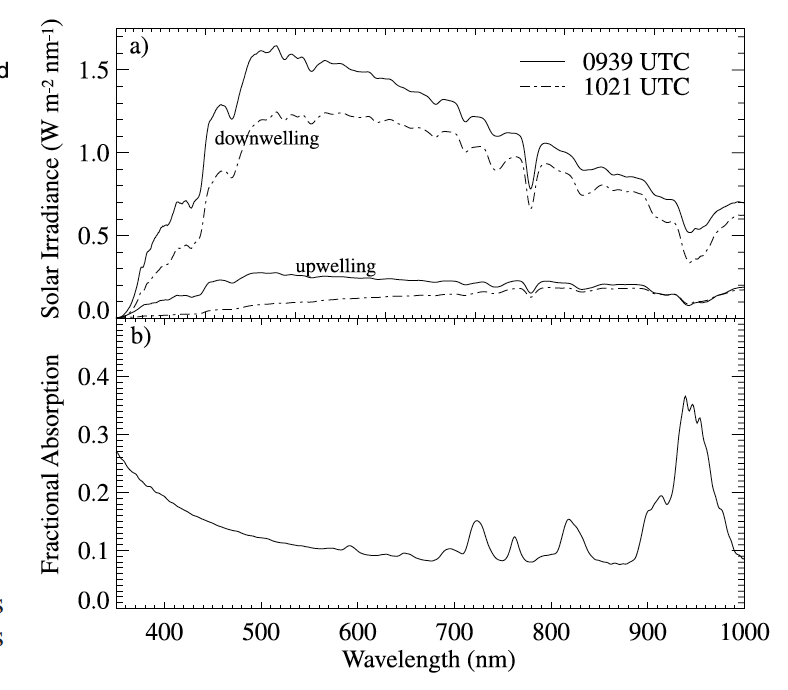 a)
d
0939 UTC
1021 UTC
1.5
1.0
0.5
0.0
Solar Irradiance (W m-2 nm-1)
downwelling
upwelling
b)
0.4
0.3
0.2
0.1
0.0
Fractional Absorption
s
s
400 500 600 700 800 900 1000
Wavelength (nm)